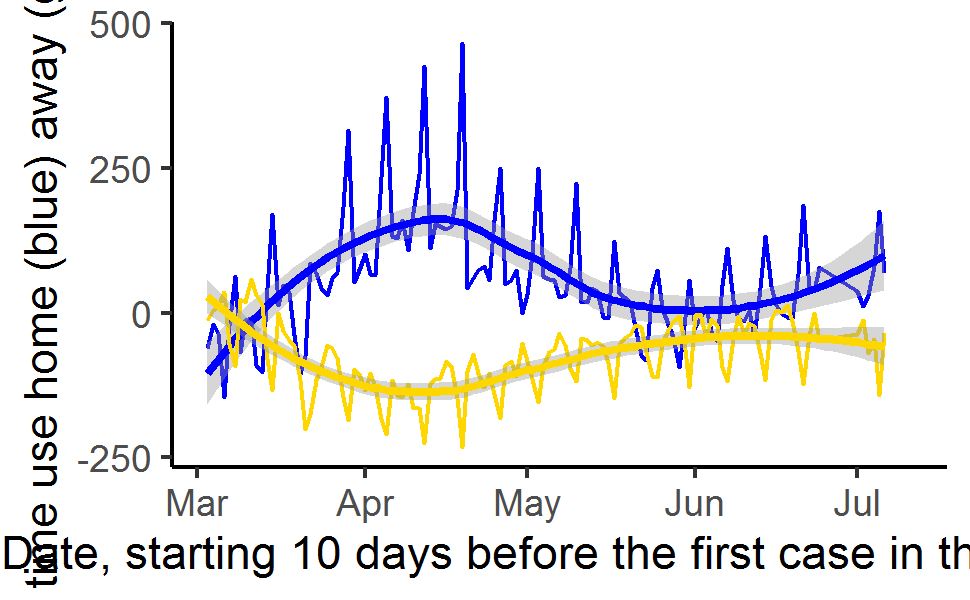 time use home (blue) away (
500
250
0
-250
Mar Apr May Jun Jul
Date, starting 10 days before the first case in th